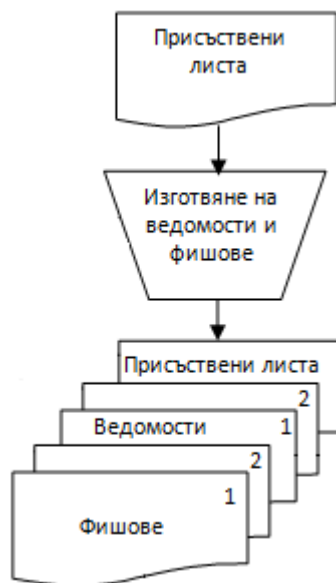 Присъствени
листа
Изготвяне на
ведомости и
фишове
Присъствени листа
2
Ведомости 1
2
1
Фишове